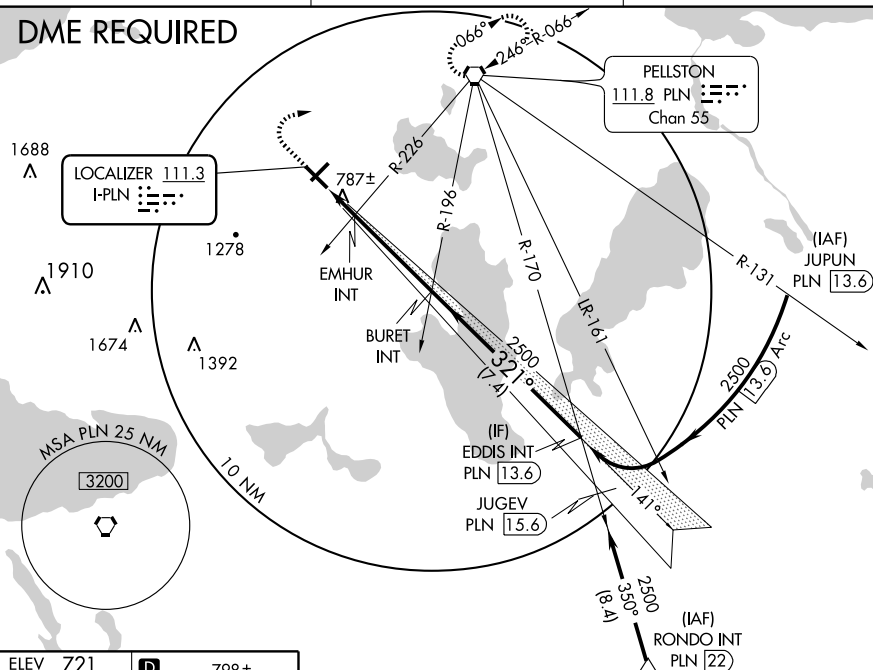 DME REQUIRED
066°
246°
R-066
PELLSTON
111.8 PLN
Chan 55
1688
LOCALIZER 111.3
I-PLN
787±
R-226
R-196
R-170
LR-161
R-131
(IAF)
JUPUN
PLN 13.6
1278
1910
EMHUR
INT
BURET
INT
1674
1392
2500
321°
(7.4)
2500
PLN 13.6 Arc
MSA PLN 25 NM
3200
10 NM
(IF)
EDDIS INT
PLN 13.6
JUGEV
PLN 15.6
141°
2500
350°
(8.4)
(IAF)
RONDO INT
PLN 22
ELEV 721
D
798±